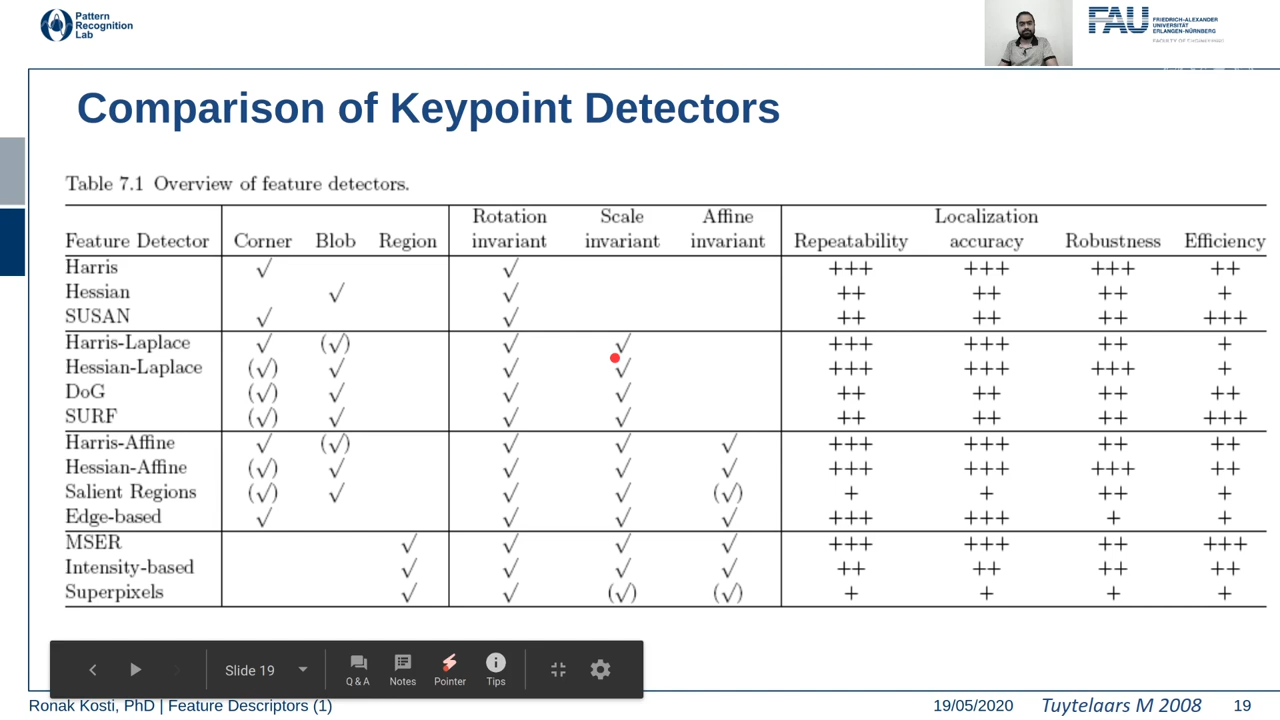 Pattern
Recognition
Lab
FAU
FRIEDRICH-ALEXANDER
UNIVERSITÄT
ERLANGEN-NÜRNBERG
Comparison of Keypoint Detectors
Table 7.1 Overview of feature detectors.
Feature Detector Corner Blob Region Rotation invariant Scale invariant Affine invariant Repeatability Localization accuracy Robustness Efficiency
Harris √ √ +++ +++ +++ ++
Hessian √ √ ++ ++ ++ +
SUSAN √ √ ++ ++ ++ +++
Harris-Laplace √ (√) √ √ +++ +++ ++ +
Hessian-Laplace (√) √ √ √ +++ +++ +++ +
DoG (√) √ √ √ ++ ++ ++ ++
SURF (√) √ √ √ ++ ++ ++ +++
Harris-Affine √ (√) √ √ √ +++ +++ ++ ++
Hessian-Affine (√) √ √ √ √ +++ +++ +++ ++
Salient Regions (√) √ √ √ (√) + + ++ +
Edge-based √ √ √ √ +++ +++ + +
MSER √ √ √ √ +++ +++ ++ +++
Intensity-based √ √ √ √ ++ ++ ++ ++
Superpixels √ √ (√) (√) + + + +
Slide 19
Q & A Notes Pointer Tips
Ronak Kosti, PhD | Feature Descriptors (1) 19/05/2020 Tuytelaars M 2008 19